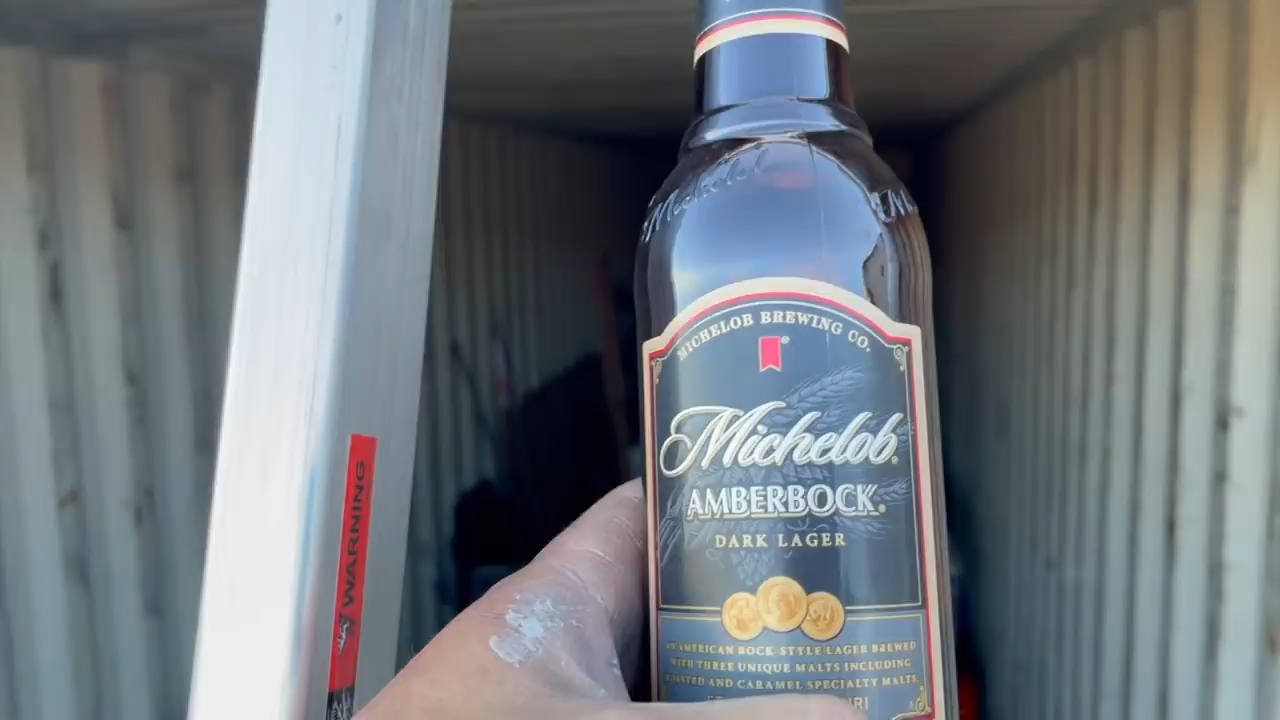 Michelob
M
MICHELOB BREWING CO.
Michelob®
AMBERBOCK®
DARK LAGER
AN AMERICAN BOCK STYLE LAGER BREWED
WITH THREE UNIQUE MALTS INCLUDING
ROASTED AND CARAMEL SPECIALTY MALTS.
WARNING